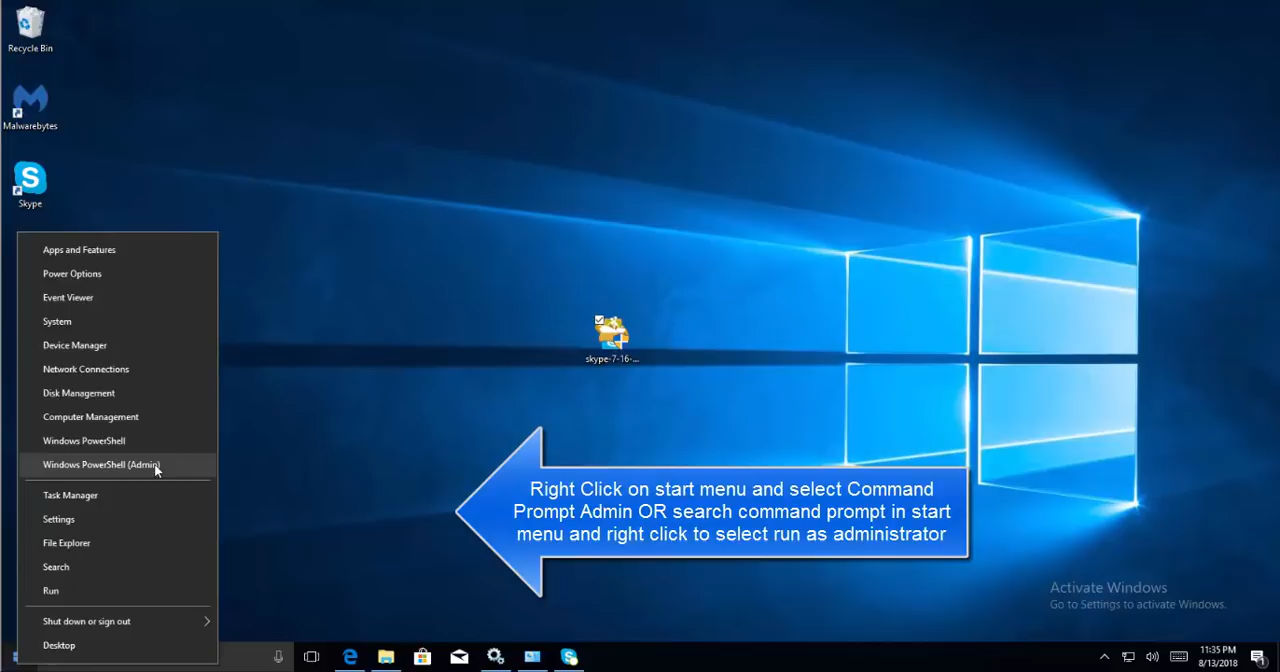 Recycle Bin
Malwarebytes
Skype
Apps and Features
Power Options
Event Viewer
System
Device Manager
Network Connections
Disk Management
Computer Management
Windows PowerShell
Windows PowerShell (Admin)
Task Manager
Settings
File Explorer
Search
Run
Shut down or sign out
Desktop
skype-7-16-...
Right Click on start menu and select Command
Prompt Admin OR search command prompt in start
menu and right click to select run as administrator
Activate Windows
Go to Settings to activate Windows.
11:35 PM
8/13/2018
1